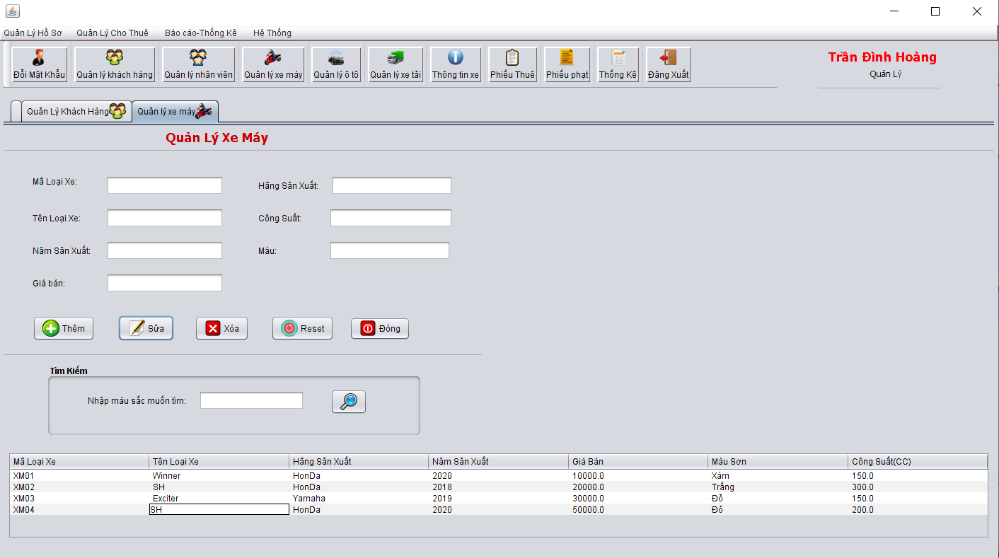 Quản Lý Hồ Sơ Quản Lý Cho Thuê Báo cáo-Thống Kê Hệ Thống
Đổi Mật Khẩu Quản lý khách hàng Quản lý nhân viên Quản lý xe máy Quản lý ô tô Quản lý xe tải Thông tin xe Phiếu Thuê Phiếu phạt Thống Kê Đăng Xuất
Trần Đình Hoàng
Quản Lý
Quản Lý Khách Hàng Quản lý xe máy
Quản Lý Xe Máy
Mã Loại Xe: Hãng Sản Xuất:
Tên Loại Xe: Công Suất:
Năm Sản Xuất: Màu:
Giá bán:
Thêm Sửa Xóa Reset Đóng
Tìm Kiếm
Nhập màu sắc muốn tìm:
Mã Loại Xe Tên Loại Xe Hãng Sản Xuất Năm Sản Xuất Giá Bán Màu Sơn Công Suất(CC)
XM01 Winner HonDa 2020 10000.0 Xám 150.0
XM02 SH HonDa 2018 20000.0 Trắng 300.0
XM03 Exciter Yamaha 2019 30000.0 Đỏ 150.0
XM04 SH HonDa 2020 50000.0 Đỏ 200.0